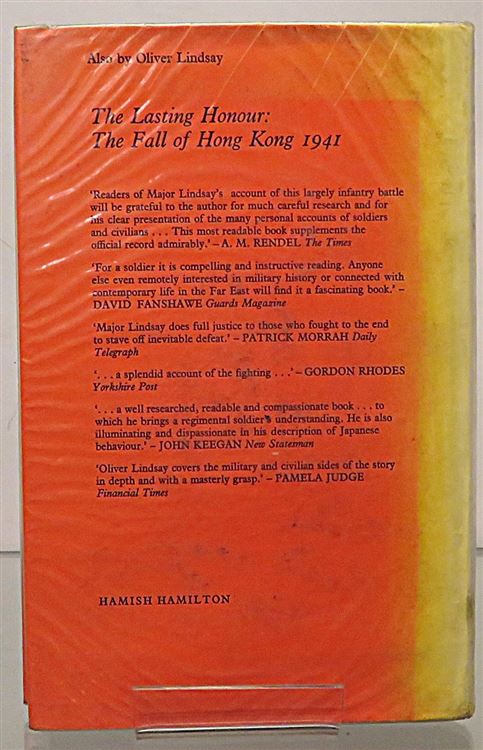 Also by Oliver Lindsay
The Lasting Honour:
The Fall of Hong Kong 1941
'Readers of Major Lindsay's account of this largely infantry battle
will be grateful to the author for much careful research and for
his clear presentation of the many personal accounts of soldiers
and civilians . . . This most readable book supplements the
official record admirably.' – A. M. RENDEL The Times
'For a soldier it is compelling and instructive reading. Anyone
else even remotely interested in military history or connected with
contemporary life in the Far East will find it a fascinating book.' –
DAVID FANSHAWE Guards Magazine
'Major Lindsay does full justice to those who fought to the end
to stave off inevitable defeat.' – PATRICK MORRAH Daily
Telegraph
'. . . a splendid account of the fighting . . .' – GORDON RHODES
Yorkshire Post
'. . . a well researched, readable and compassionate book . . . to
which he brings a regimental soldier's understanding. He is also
illuminating and dispassionate in his description of Japanese
behaviour.' – JOHN KEEGAN New Statesman
'Oliver Lindsay covers the military and civilian sides of the story
in depth and with a masterly grasp.' – PAMELA JUDGE
Financial Times
HAMISH HAMILTON